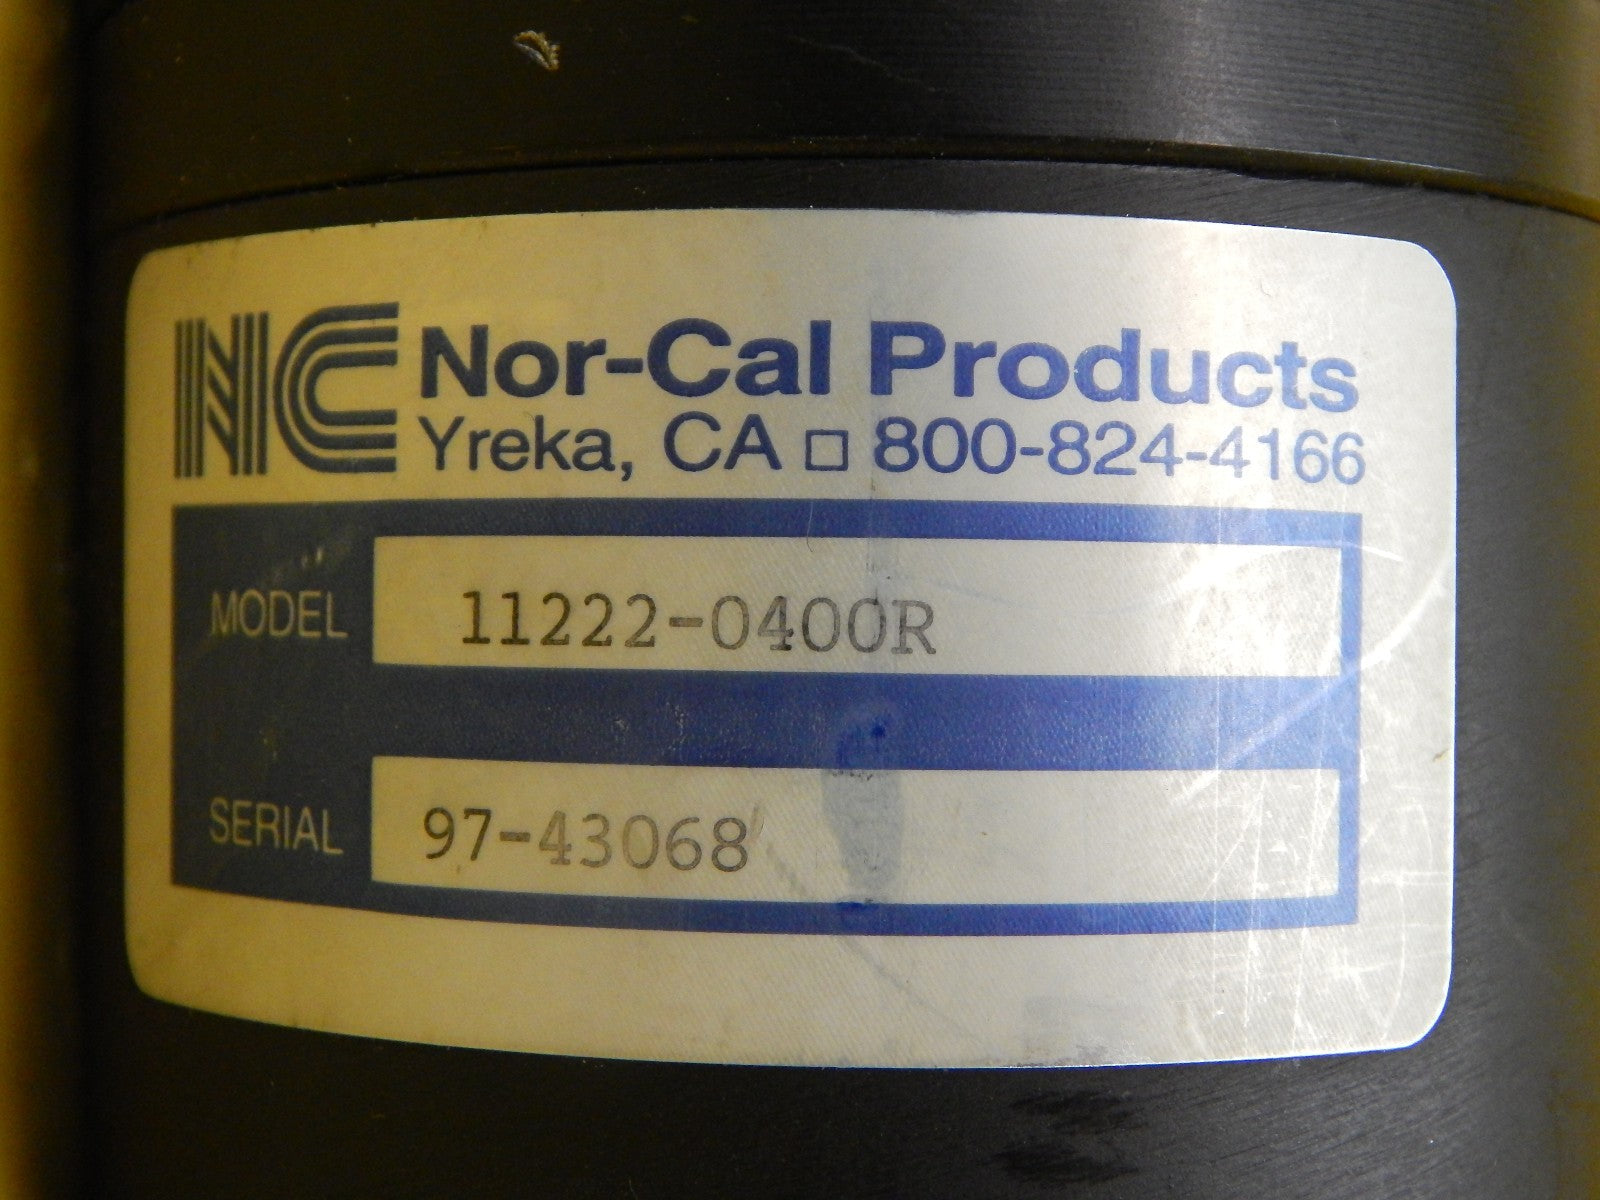 NC Nor-Cal Products
Yreka, CA □ 800-824-4166
MODEL 11222-0400R
SERIAL 97-43068